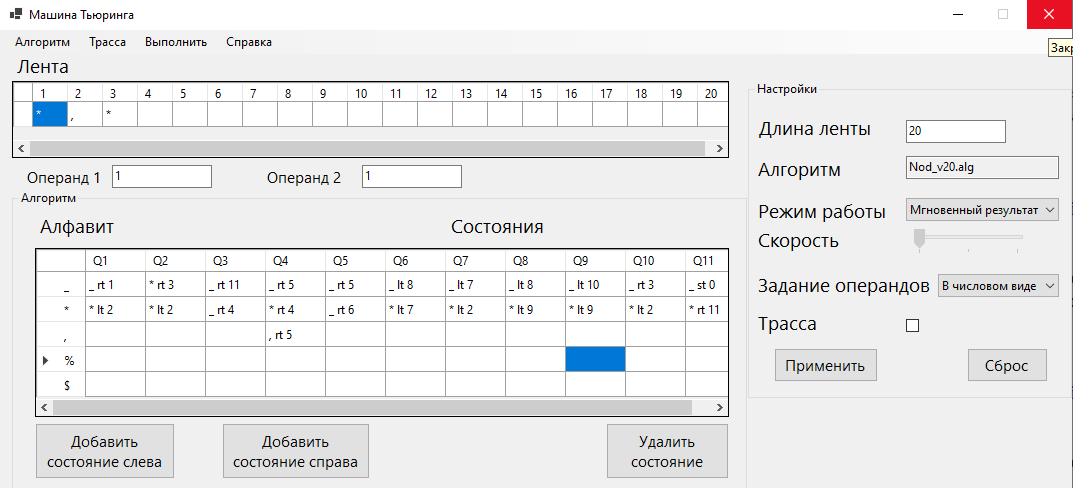 Машина Тьюринга
Алгоритм Трасса Выполнить Справка
Закр
Лента
1 2 3 4 5 6 7 8 9 10 11 12 13 14 15 16 17 18 19 20
* , *
Операнд 1 1 Операнд 2 1
Алгоритм
Алфавит Состояния
Q1 Q2 Q3 Q4 Q5 Q6 Q7 Q8 Q9 Q10 Q11
_ _ rt 1 * rt 3 _ rt 11 _ rt 5 _ rt 5 _ lt 8 _ lt 7 _ lt 8 _ lt 10 _ rt 3 _ st 0
* * lt 2 * lt 2 _ rt 4 * rt 4 _ rt 6 * lt 7 * lt 2 * lt 9 * lt 9 * lt 2 * rt 11
, , rt 5
%
$
Добавить состояние слева
Добавить состояние справа
Удалить состояние
Настройки
Длина ленты 20
Алгоритм Nod_v20.alg
Режим работы Мгновенный результат
Скорость
Задание операндов В числовом виде
Трасса
Применить Сброс